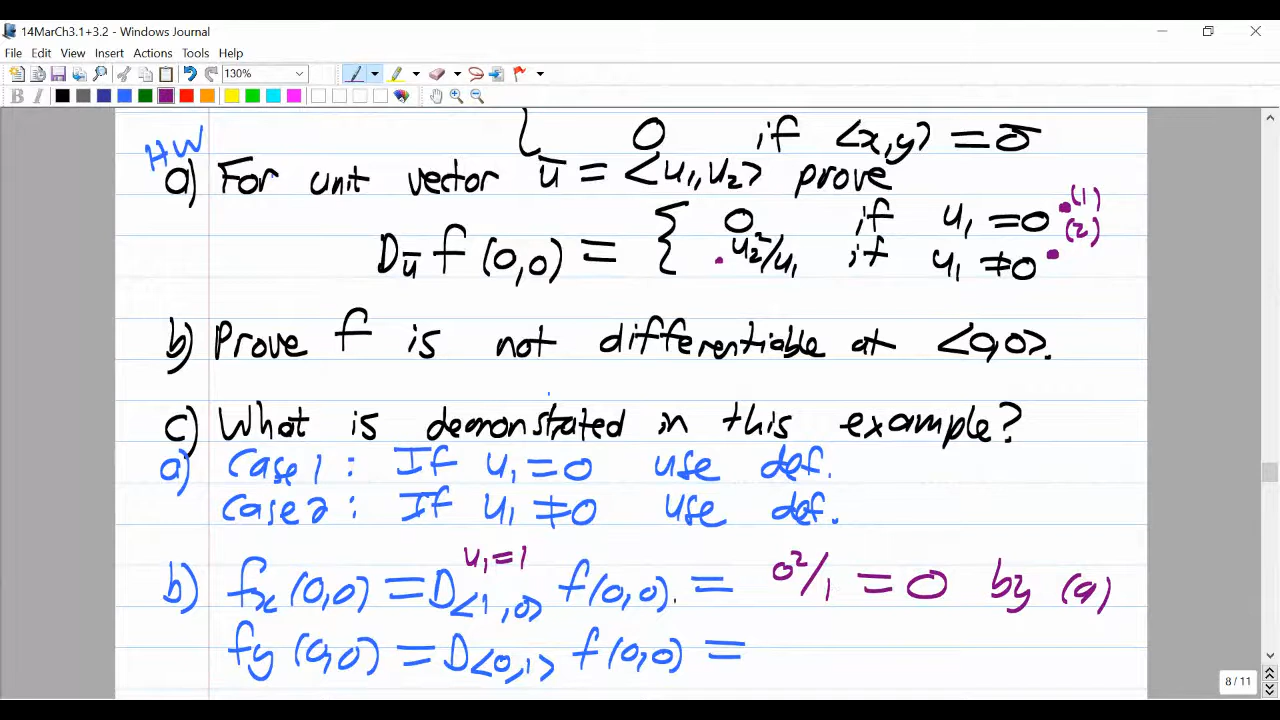 14MarCh3.1+3.2 - Windows Journal
File Edit View Insert Actions Tools Help
130%
B I
{ 0 if <x,y> = ō
HW
a) For unit vector ū = <u₁,u₂> prove
D_ū f(0,0) = { 0 if u₁ = 0 (1)
u₂²/u₁ if u₁ ≠ 0 (2)
b) Prove f is not differentiable at <0,0>.
c) What is demonstrated in this example?
a) Case 1 : If u₁ = 0 use def.
Case 2 : If u₁ ≠ 0 use def.
u₁ = 1
b) fx (0,0) = D<1,0> f(0,0) = 0²/1 = 0 by (a)
fy (0,0) = D<0,1> f(0,0) =
8 / 11